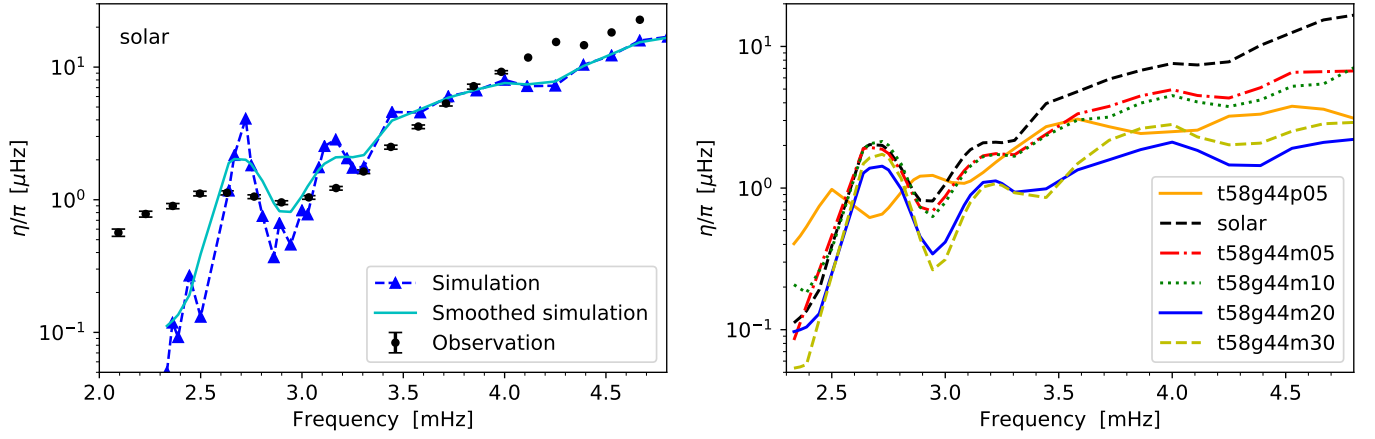 solar
η/π [μHz]
10¹
10⁰
10⁻¹
2.0 2.5 3.0 3.5 4.0 4.5
Frequency [mHz]
Simulation
Smoothed simulation
Observation
η/π [μHz]
10¹
10⁰
10⁻¹
2.5 3.0 3.5 4.0 4.5
Frequency [mHz]
t58g44p05
solar
t58g44m05
t58g44m10
t58g44m20
t58g44m30